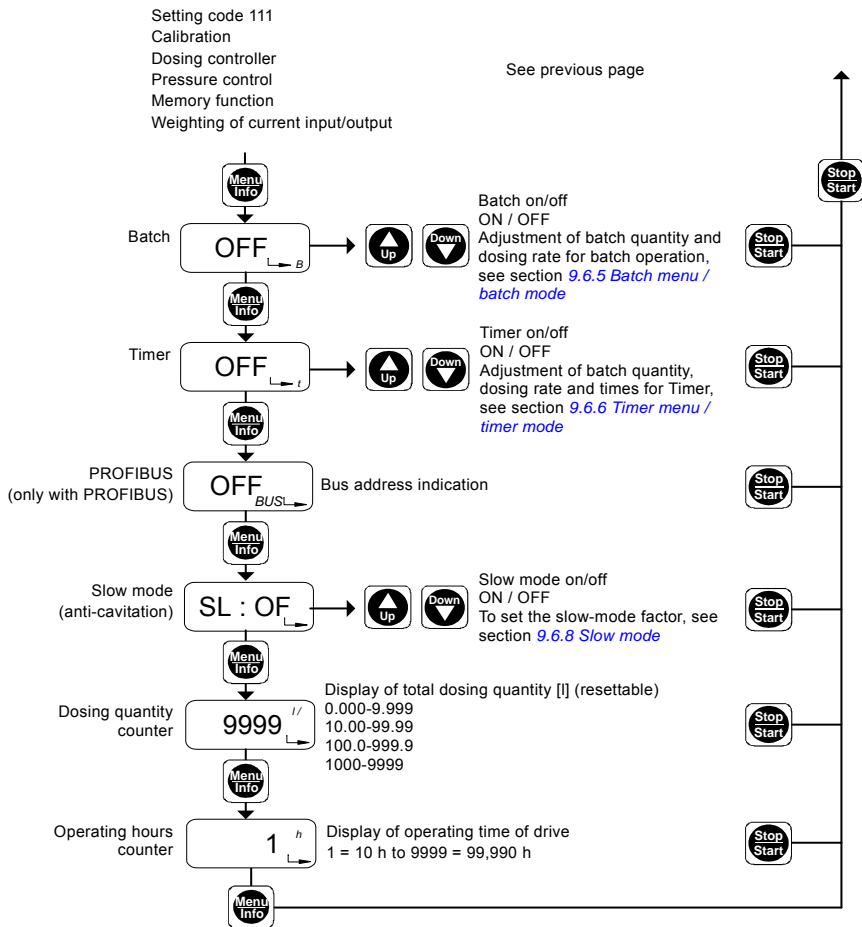 Setting code 111
Calibration
Dosing controller
Pressure control
Memory function
Weighting of current input/output
See previous page
Menu
Info
Stop
Start
Batch
OFF
B
Up
Down
Batch on/off
ON / OFF
Adjustment of batch quantity and
dosing rate for batch operation,
see section 9.6.5 Batch menu /
batch mode
Stop
Start
Menu
Info
Timer
OFF
t
Up
Down
Timer on/off
ON / OFF
Adjustment of batch quantity,
dosing rate and times for Timer,
see section 9.6.6 Timer menu /
timer mode
Stop
Start
Menu
Info
PROFIBUS
(only with PROFIBUS)
OFF
BUS
Bus address indication
Stop
Start
Menu
Info
Slow mode
(anti-cavitation)
SL : OF
Up
Down
Slow mode on/off
ON / OFF
To set the slow-mode factor, see
section 9.6.8 Slow mode
Stop
Start
Menu
Info
Dosing quantity
counter
9999
l /
Display of total dosing quantity [l] (resettable)
0.000-9.999
10.00-99.99
100.0-999.9
1000-9999
Stop
Start
Menu
Info
Operating hours
counter
1
h
Display of operating time of drive
1 = 10 h to 9999 = 99,990 h
Stop
Start
Menu
Info